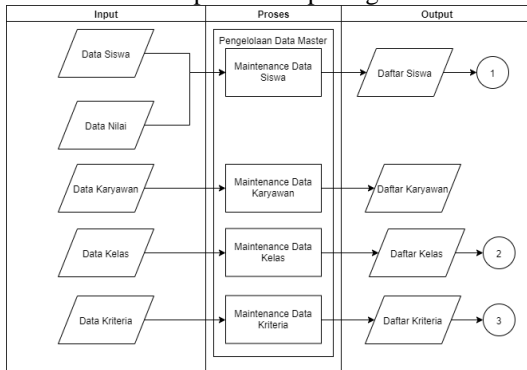 Input
Proses
Output
Pengelolaan Data Master
Data Siswa
Maintenance Data
Siswa
Daftar Siswa
1
Data Nilai
Data Karyawan
Maintenance Data
Karyawan
Daftar Karyawan
Data Kelas
Maintenance Data
Kelas
Daftar Kelas
2
Data Kriteria
Maintenance Data
Kriteria
Daftar Kriteria
3